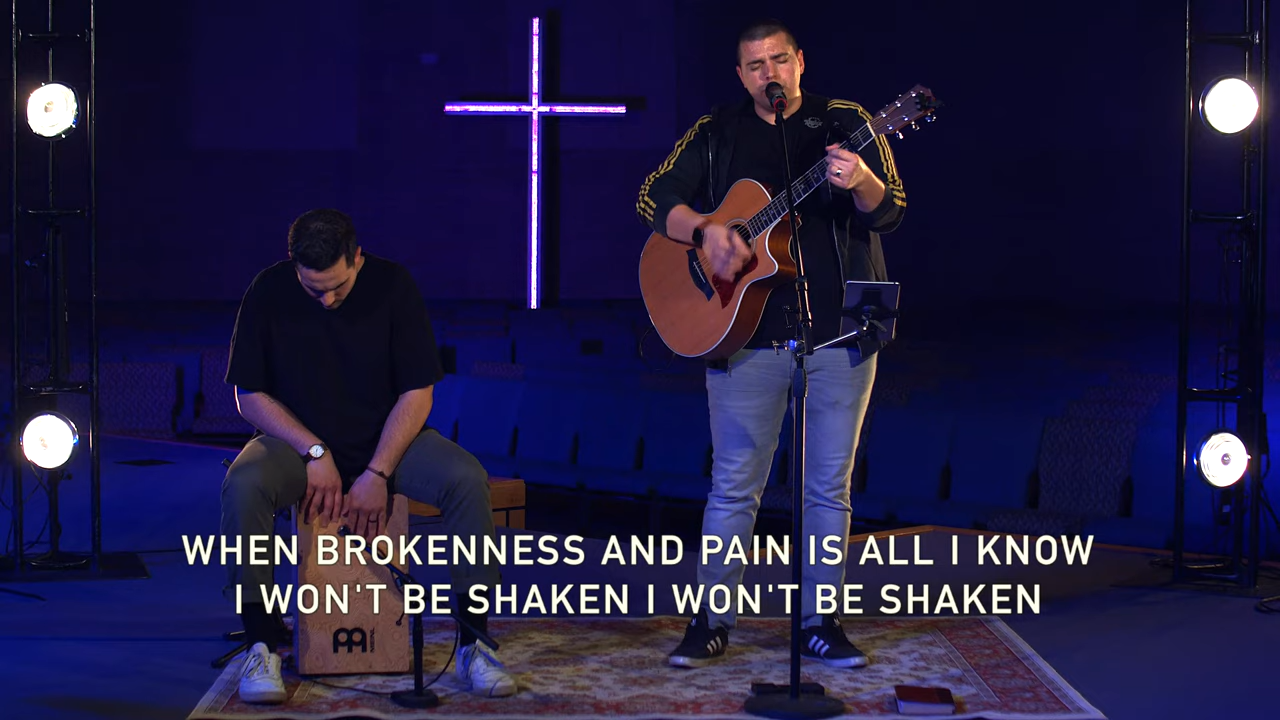 WHEN BROKENNESS AND PAIN IS ALL I KNOW
I WON'T BE SHAKEN I WON'T BE SHAKEN